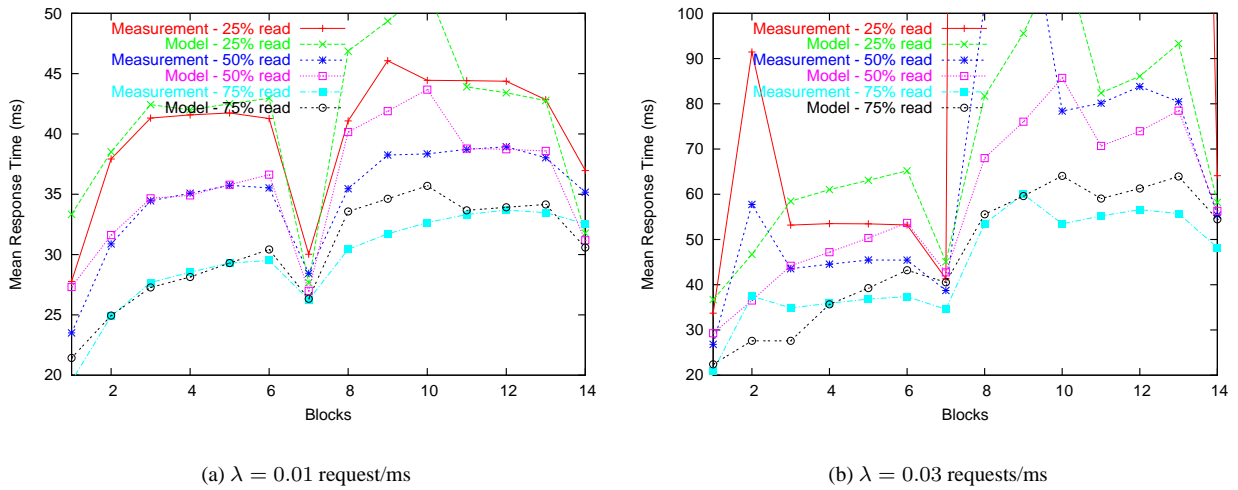 50
45
40
35
30
25
20
2 4 6 8 10 12 14
Mean Response Time (ms)
Blocks
Measurement - 25% read
Model - 25% read
Measurement - 50% read
Model - 50% read
Measurement - 75% read
Model - 75% read
(a) λ = 0.01 request/ms
100
90
80
70
60
50
40
30
20
2 4 6 8 10 12 14
Mean Response Time (ms)
Blocks
Measurement - 25% read
Model - 25% read
Measurement - 50% read
Model - 50% read
Measurement - 75% read
Model - 75% read
(b) λ = 0.03 requests/ms